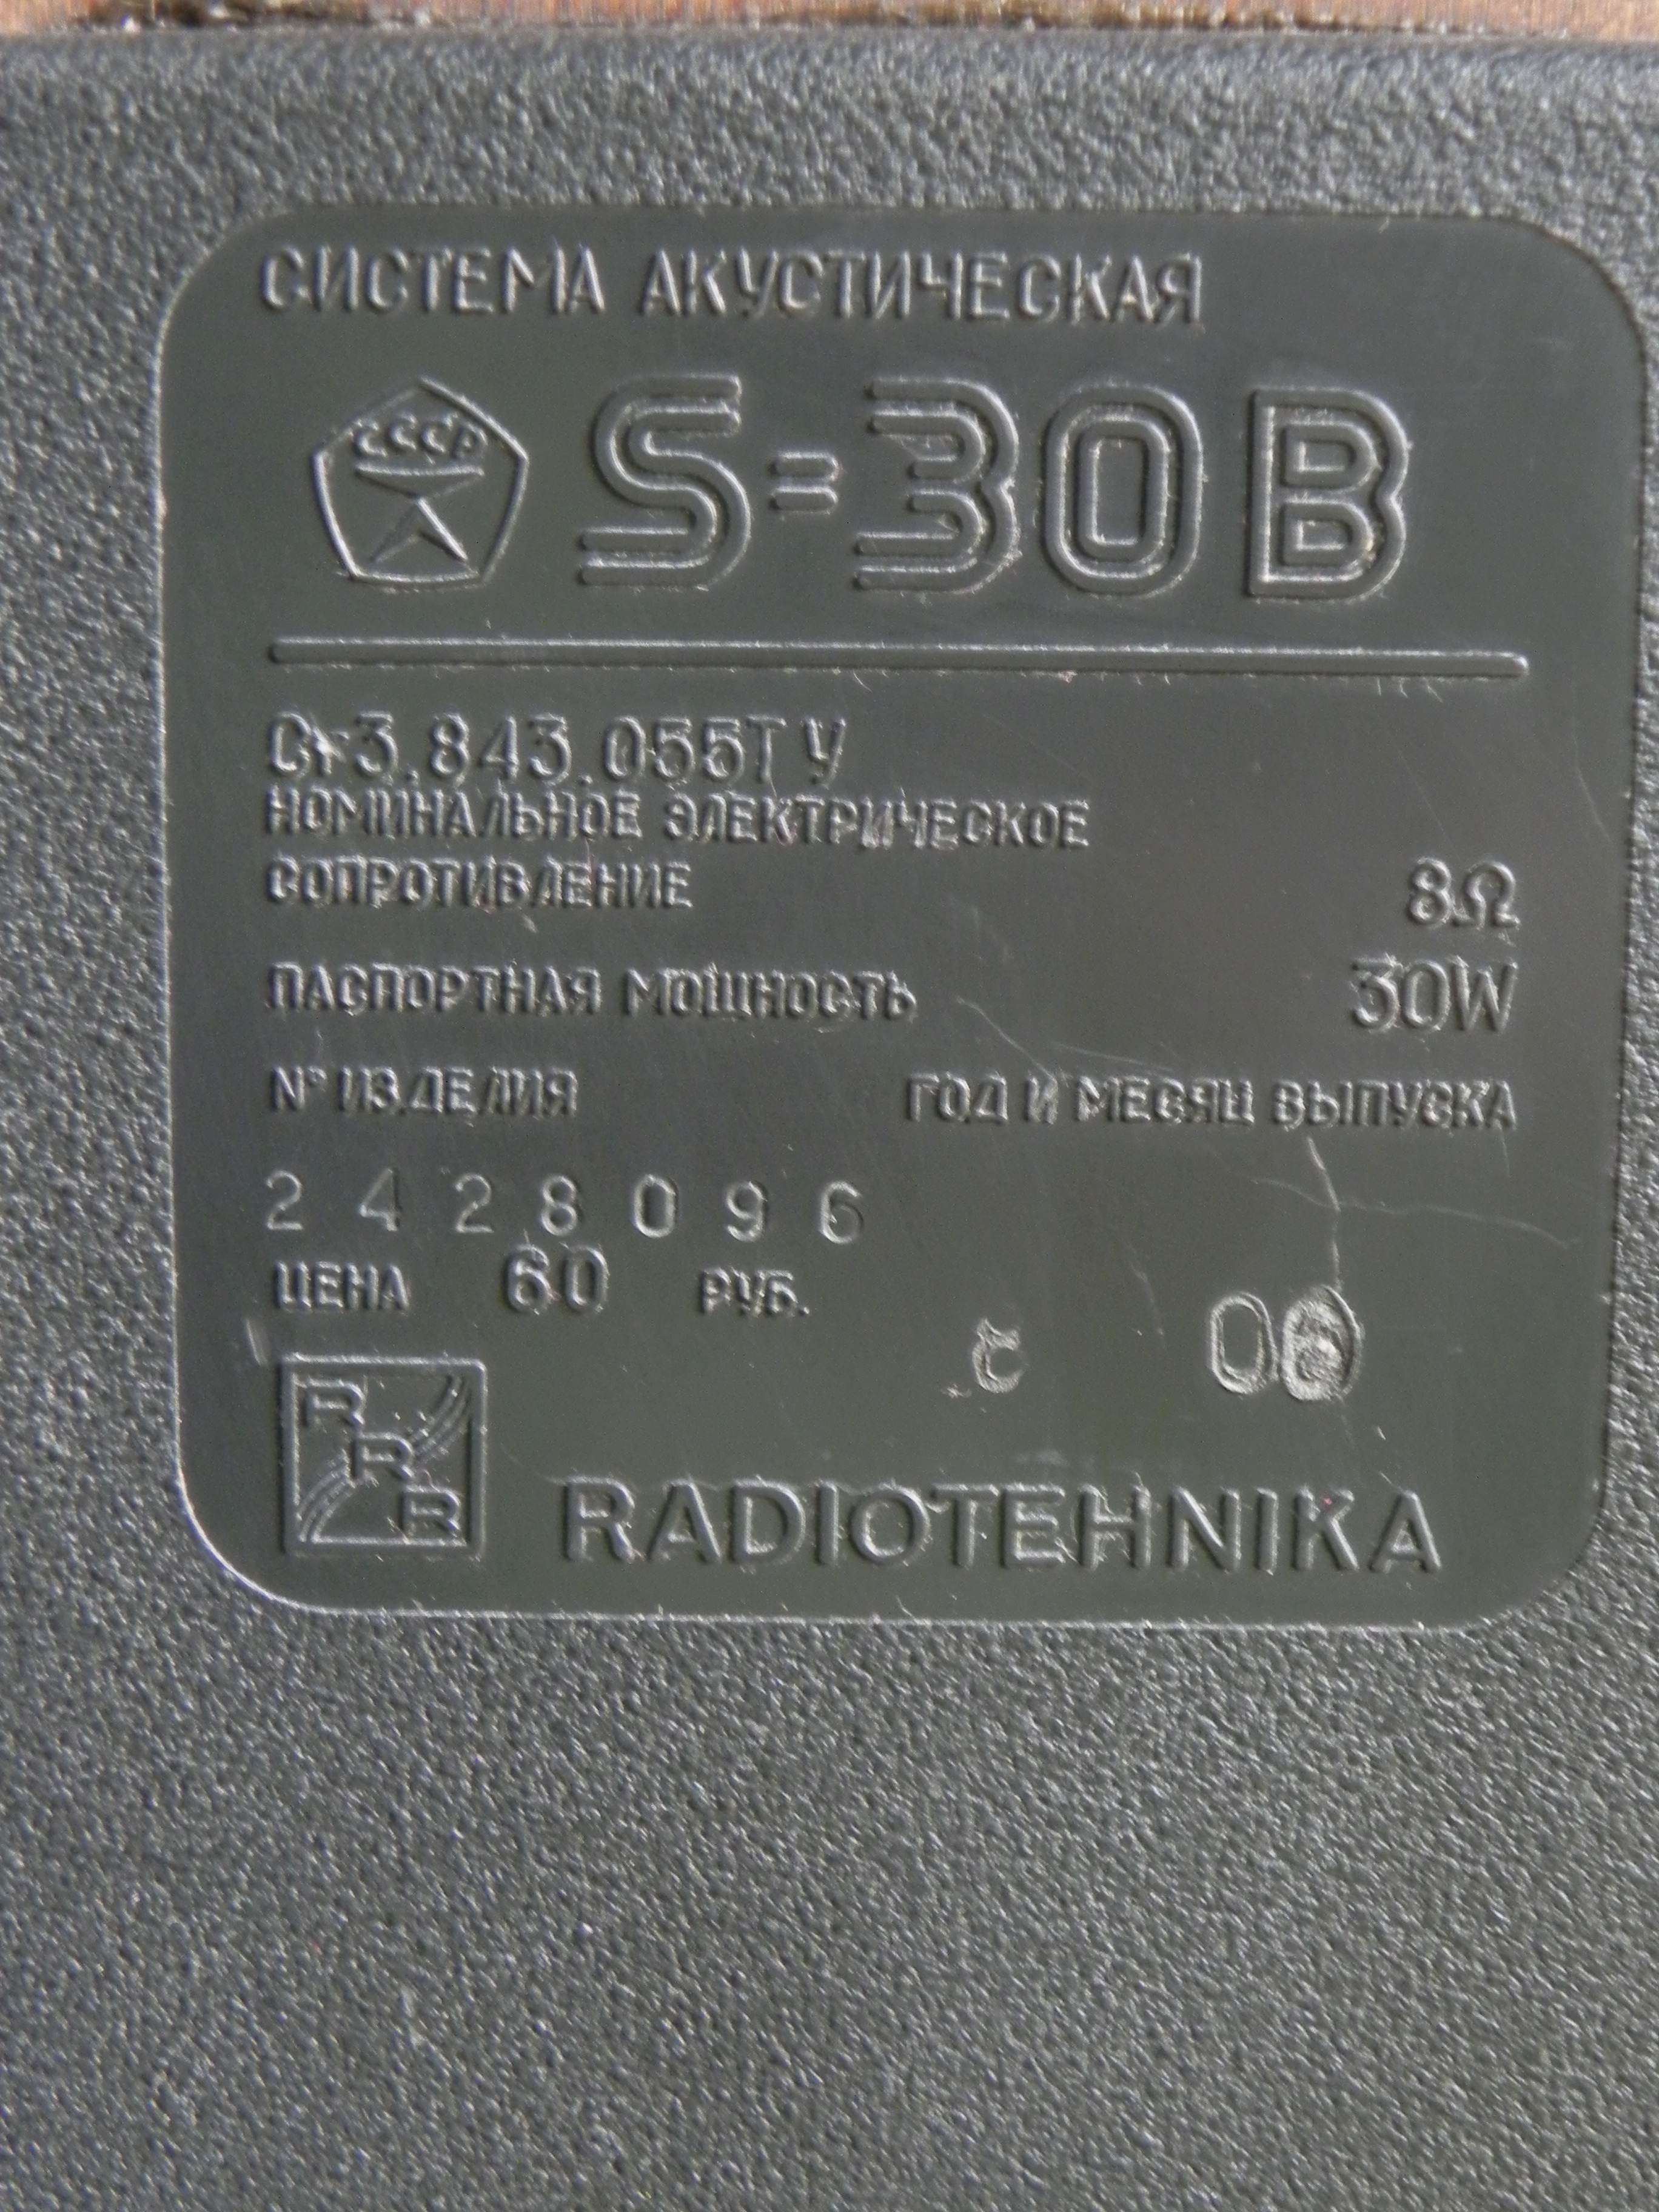 СИСТЕМА АКУСТИЧЕСКАЯ
СССР
S-30B
Сг3.843.055ТУ
НОМИНАЛЬНОЕ ЭЛЕКТРИЧЕСКОЕ
СОПРОТИВЛЕНИЕ 8Ω
ПАСПОРТНАЯ МОЩНОСТЬ 30W
№ ИЗДЕЛИЯ ГОД И МЕСЯЦ ВЫПУСКА
2428096
ЦЕНА 60 РУБ.
RRR
RADIOTEHNIKA